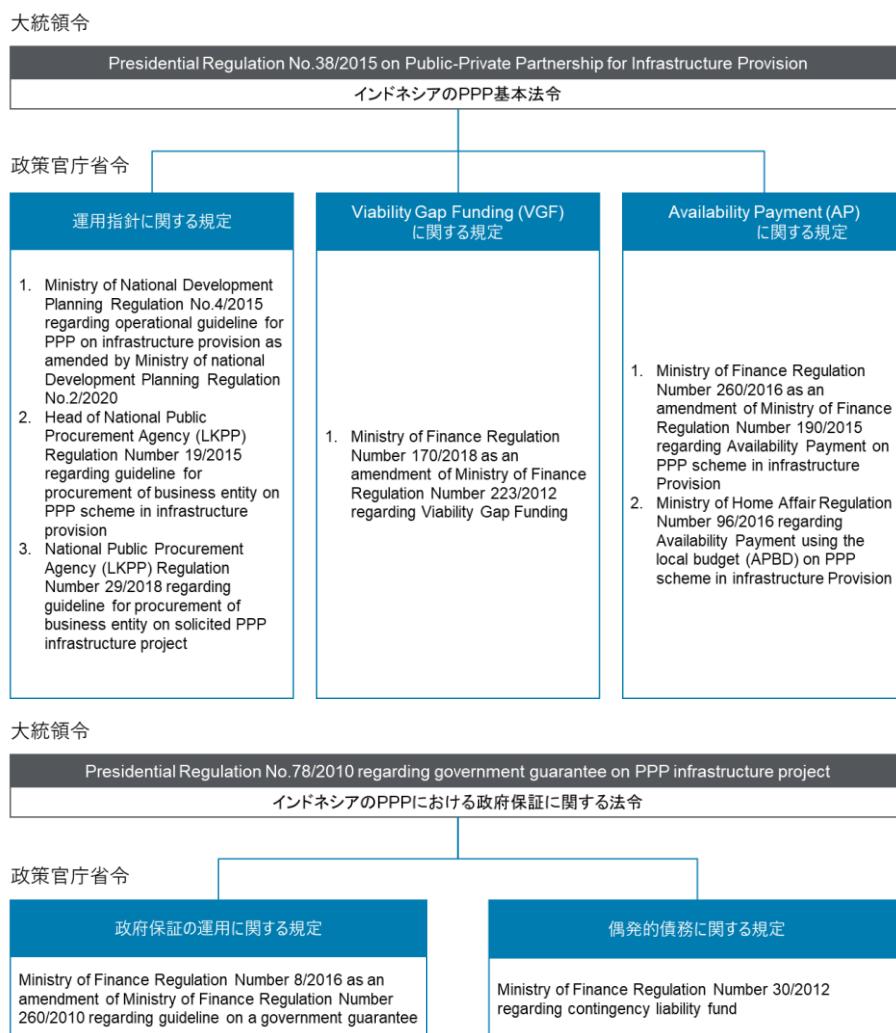 大統領令
Presidential Regulation No.38/2015 on Public-Private Partnership for Infrastructure Provision
インドネシアのPPP基本法令
政策官庁省令
運用指針に関する規定
1. Ministry of National Development
Planning Regulation No.4/2015
regarding operational guideline for
PPP on infrastructure provision as
amended by Ministry of national
Development Planning Regulation
No.2/2020
2. Head of National Public
Procurement Agency (LKPP)
Regulation Number 19/2015
regarding guideline for
procurement of business entity on
PPP scheme in infrastructure
provision
3. National Public Procurement
Agency (LKPP) Regulation
Number 29/2018 regarding
guideline for procurement of
business entity on solicited PPP
infrastructure project
Viability Gap Funding (VGF)
に関する規定
1. Ministry of Finance Regulation
Number 170/2018 as an
amendment of Ministry of Finance
Regulation Number 223/2012
regarding Viability Gap Funding
Availability Payment (AP)
に関する規定
1. Ministry of Finance Regulation
Number 260/2016 as an
amendment of Ministry of Finance
Regulation Number 190/2015
regarding Availability Payment on
PPP scheme in infrastructure
Provision
2. Ministry of Home Affair Regulation
Number 96/2016 regarding
Availability Payment using the
local budget (APBD) on PPP
scheme in infrastructure Provision
大統領令
Presidential Regulation No.78/2010 regarding government guarantee on PPP infrastructure project
インドネシアのPPPにおける政府保証に関する法令
政策官庁省令
政府保証の運用に関する規定
Ministry of Finance Regulation Number 8/2016 as an
amendment of Ministry of Finance Regulation Number
260/2010 regarding guideline on a government guarantee
偶発的債務に関する規定
Ministry of Finance Regulation Number 30/2012
regarding contingency liability fund